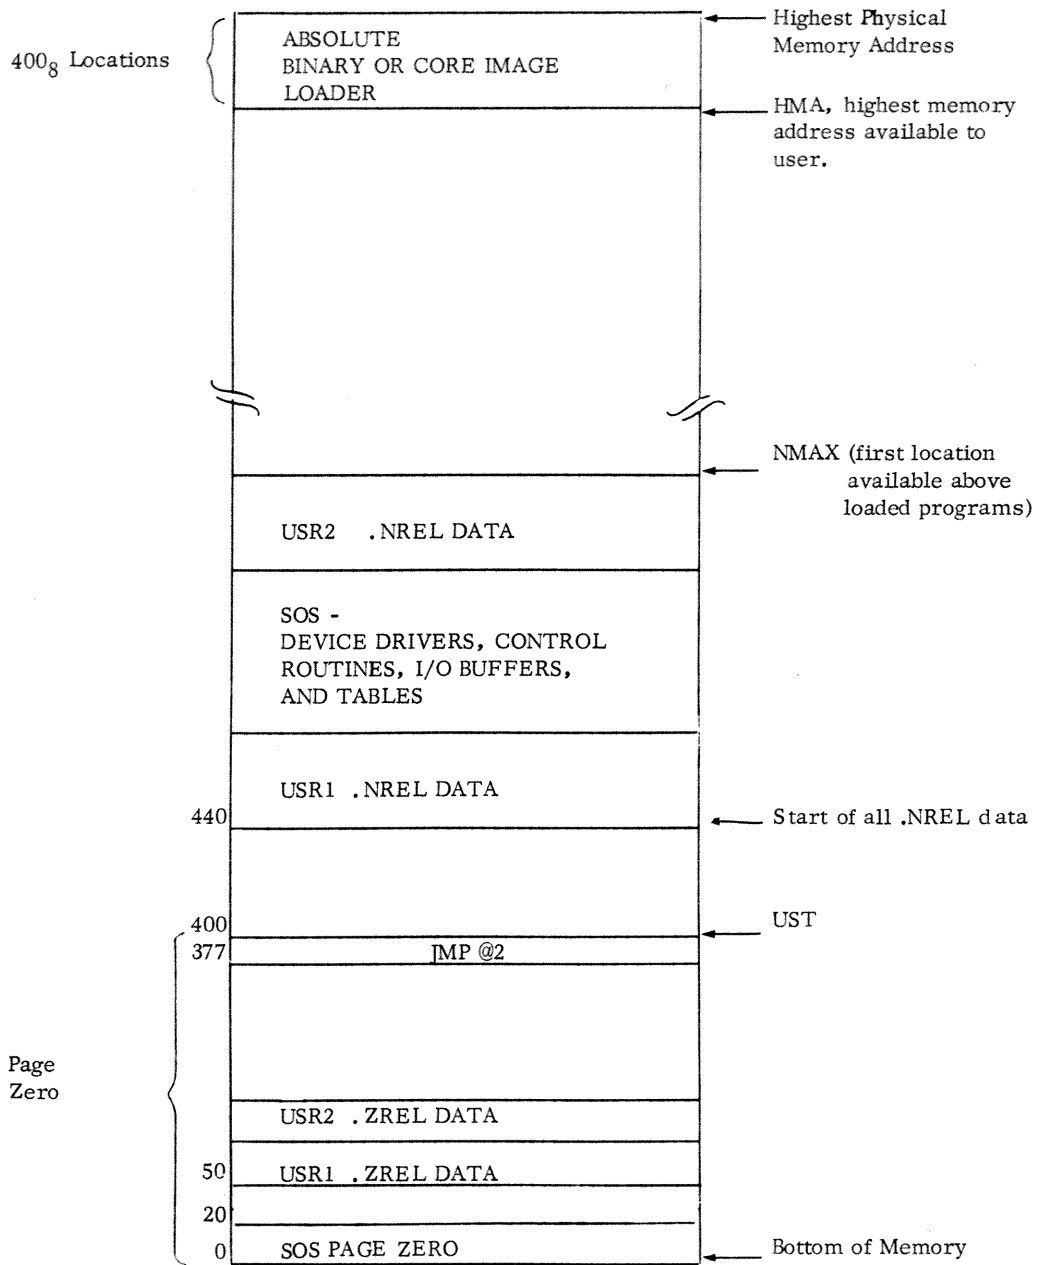 Highest Physical
Memory Address
ABSOLUTE
BINARY OR CORE IMAGE
LOADER
400₈ Locations
HMA, highest memory
address available to
user.
NMAX (first location
available above
loaded programs)
USR2 .NREL DATA
SOS -
DEVICE DRIVERS, CONTROL
ROUTINES, I/O BUFFERS,
AND TABLES
USR1 .NREL DATA
440
Start of all .NREL data
400
UST
377
JMP @2
Page
Zero
USR2 .ZREL DATA
50
USR1 .ZREL DATA
20
0
SOS PAGE ZERO
Bottom of Memory